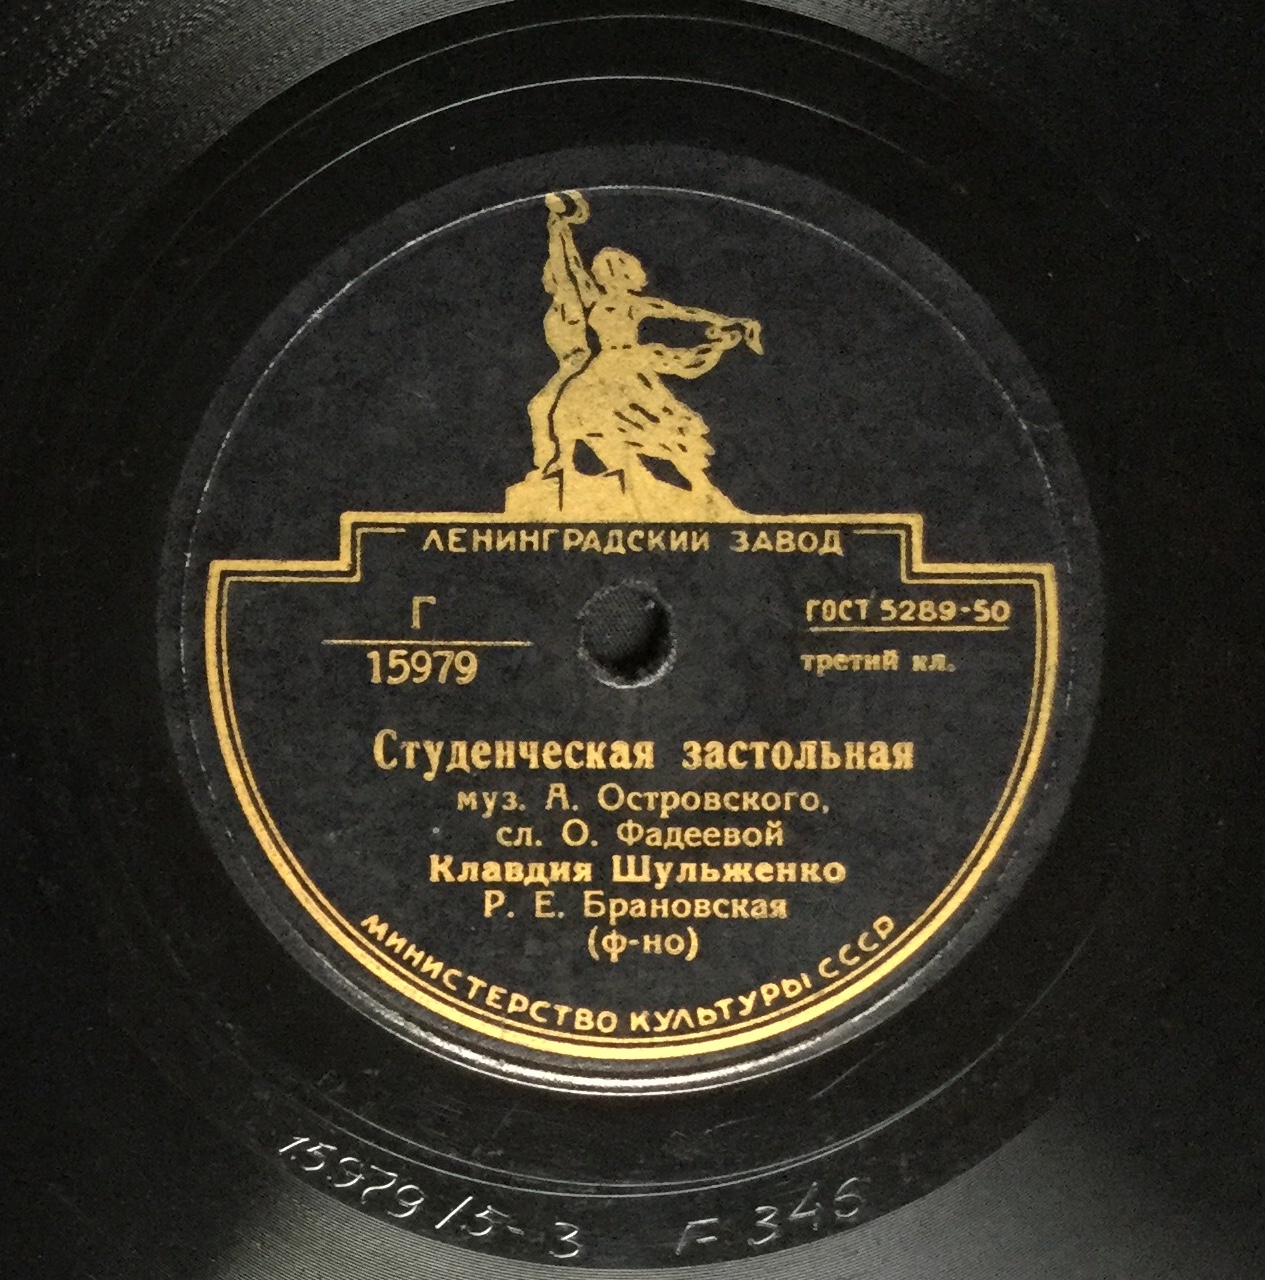 ЛЕНИНГРАДСКИЙ ЗАВОД
Г
15979
ГОСТ 5289-50
третий кл.
Студенческая застольная
муз. А. Островского,
сл. О. Фадеевой
Клавдия Шульженко
Р. Е. Брановская
(ф-но)
МИНИСТЕРСТВО КУЛЬТУРЫ СССР
15979/5-3 F 346